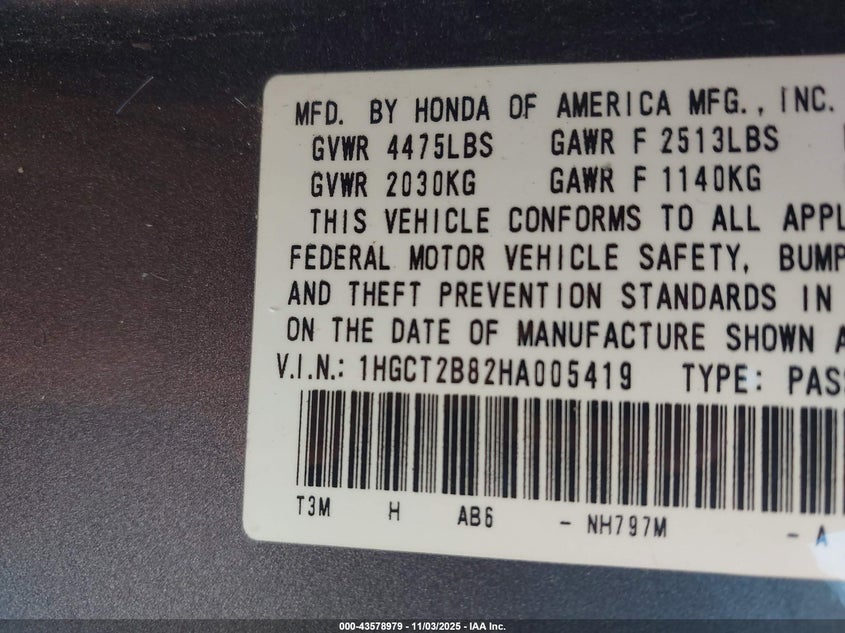 MFD. BY HONDA OF AMERICA MFG., INC.
GVWR 4475LBS GAWR F 2513LBS
GVWR 2030KG GAWR F 1140KG
THIS VEHICLE CONFORMS TO ALL APPL
FEDERAL MOTOR VEHICLE SAFETY, BUMP
AND THEFT PREVENTION STANDARDS IN
ON THE DATE OF MANUFACTURE SHOWN A
V.I.N.: 1HGCT2B82HA005419 TYPE: PASS
T3M H AB6 - NH797M - A
000-43578979 - 11/03/2025 - IAA Inc.